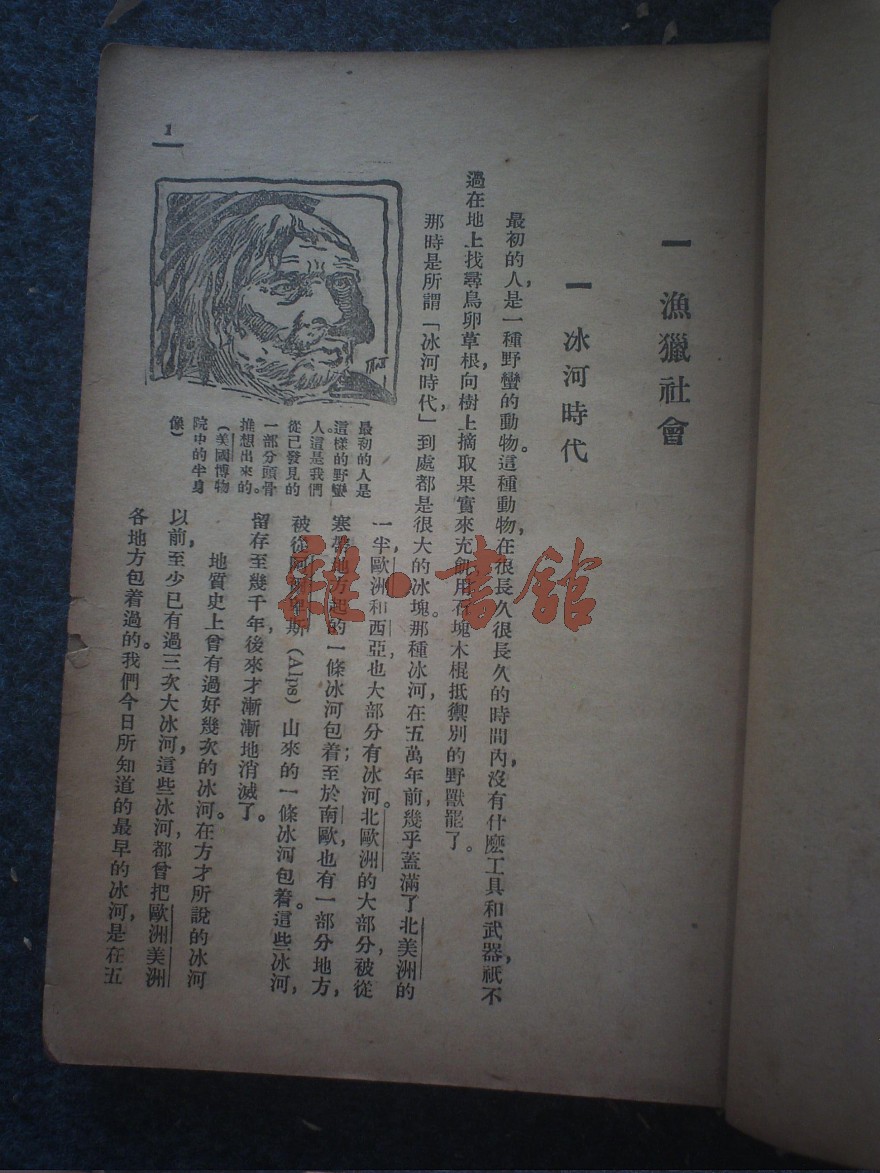 一　漁獵社會
一　冰河時代
最初的人，是一種野蠻的動物。這種動物，在很長久很長久的時間內，沒有什麽工具和武器，祇不
過在地上找尋鳥卵草根，向樹上摘取果實來充飢，用石塊木棍抵禦別的野獸罷了。
那時是所謂「冰河時代」，到處都是很大的冰塊。那種冰河，在五萬年前，幾乎蓋滿了北美洲的
一半，歐洲和西亞，也大部分有冰河。北歐洲的大部分，被從
寒帶地方起的一條冰河包着；至於南歐，也有一部分地方，
被從阿爾卑斯（Alps）山來的一條冰河包着。這些冰河，
留存至幾千年，後來才漸漸地消滅了。
地質史上曾有過好幾次的冰河。在方才所說的冰河
以前，至少已有過三次大冰河，這些冰河，都曾把歐洲美洲
各地方包着過的。我們今日所知道的最早的冰河，是在五
最初的人是
這樣的野蠻
人。這是我們
從已發見的
一部分頭骨
推想出來的。
（美國博物
院中的半身
像）
1
雜·書館